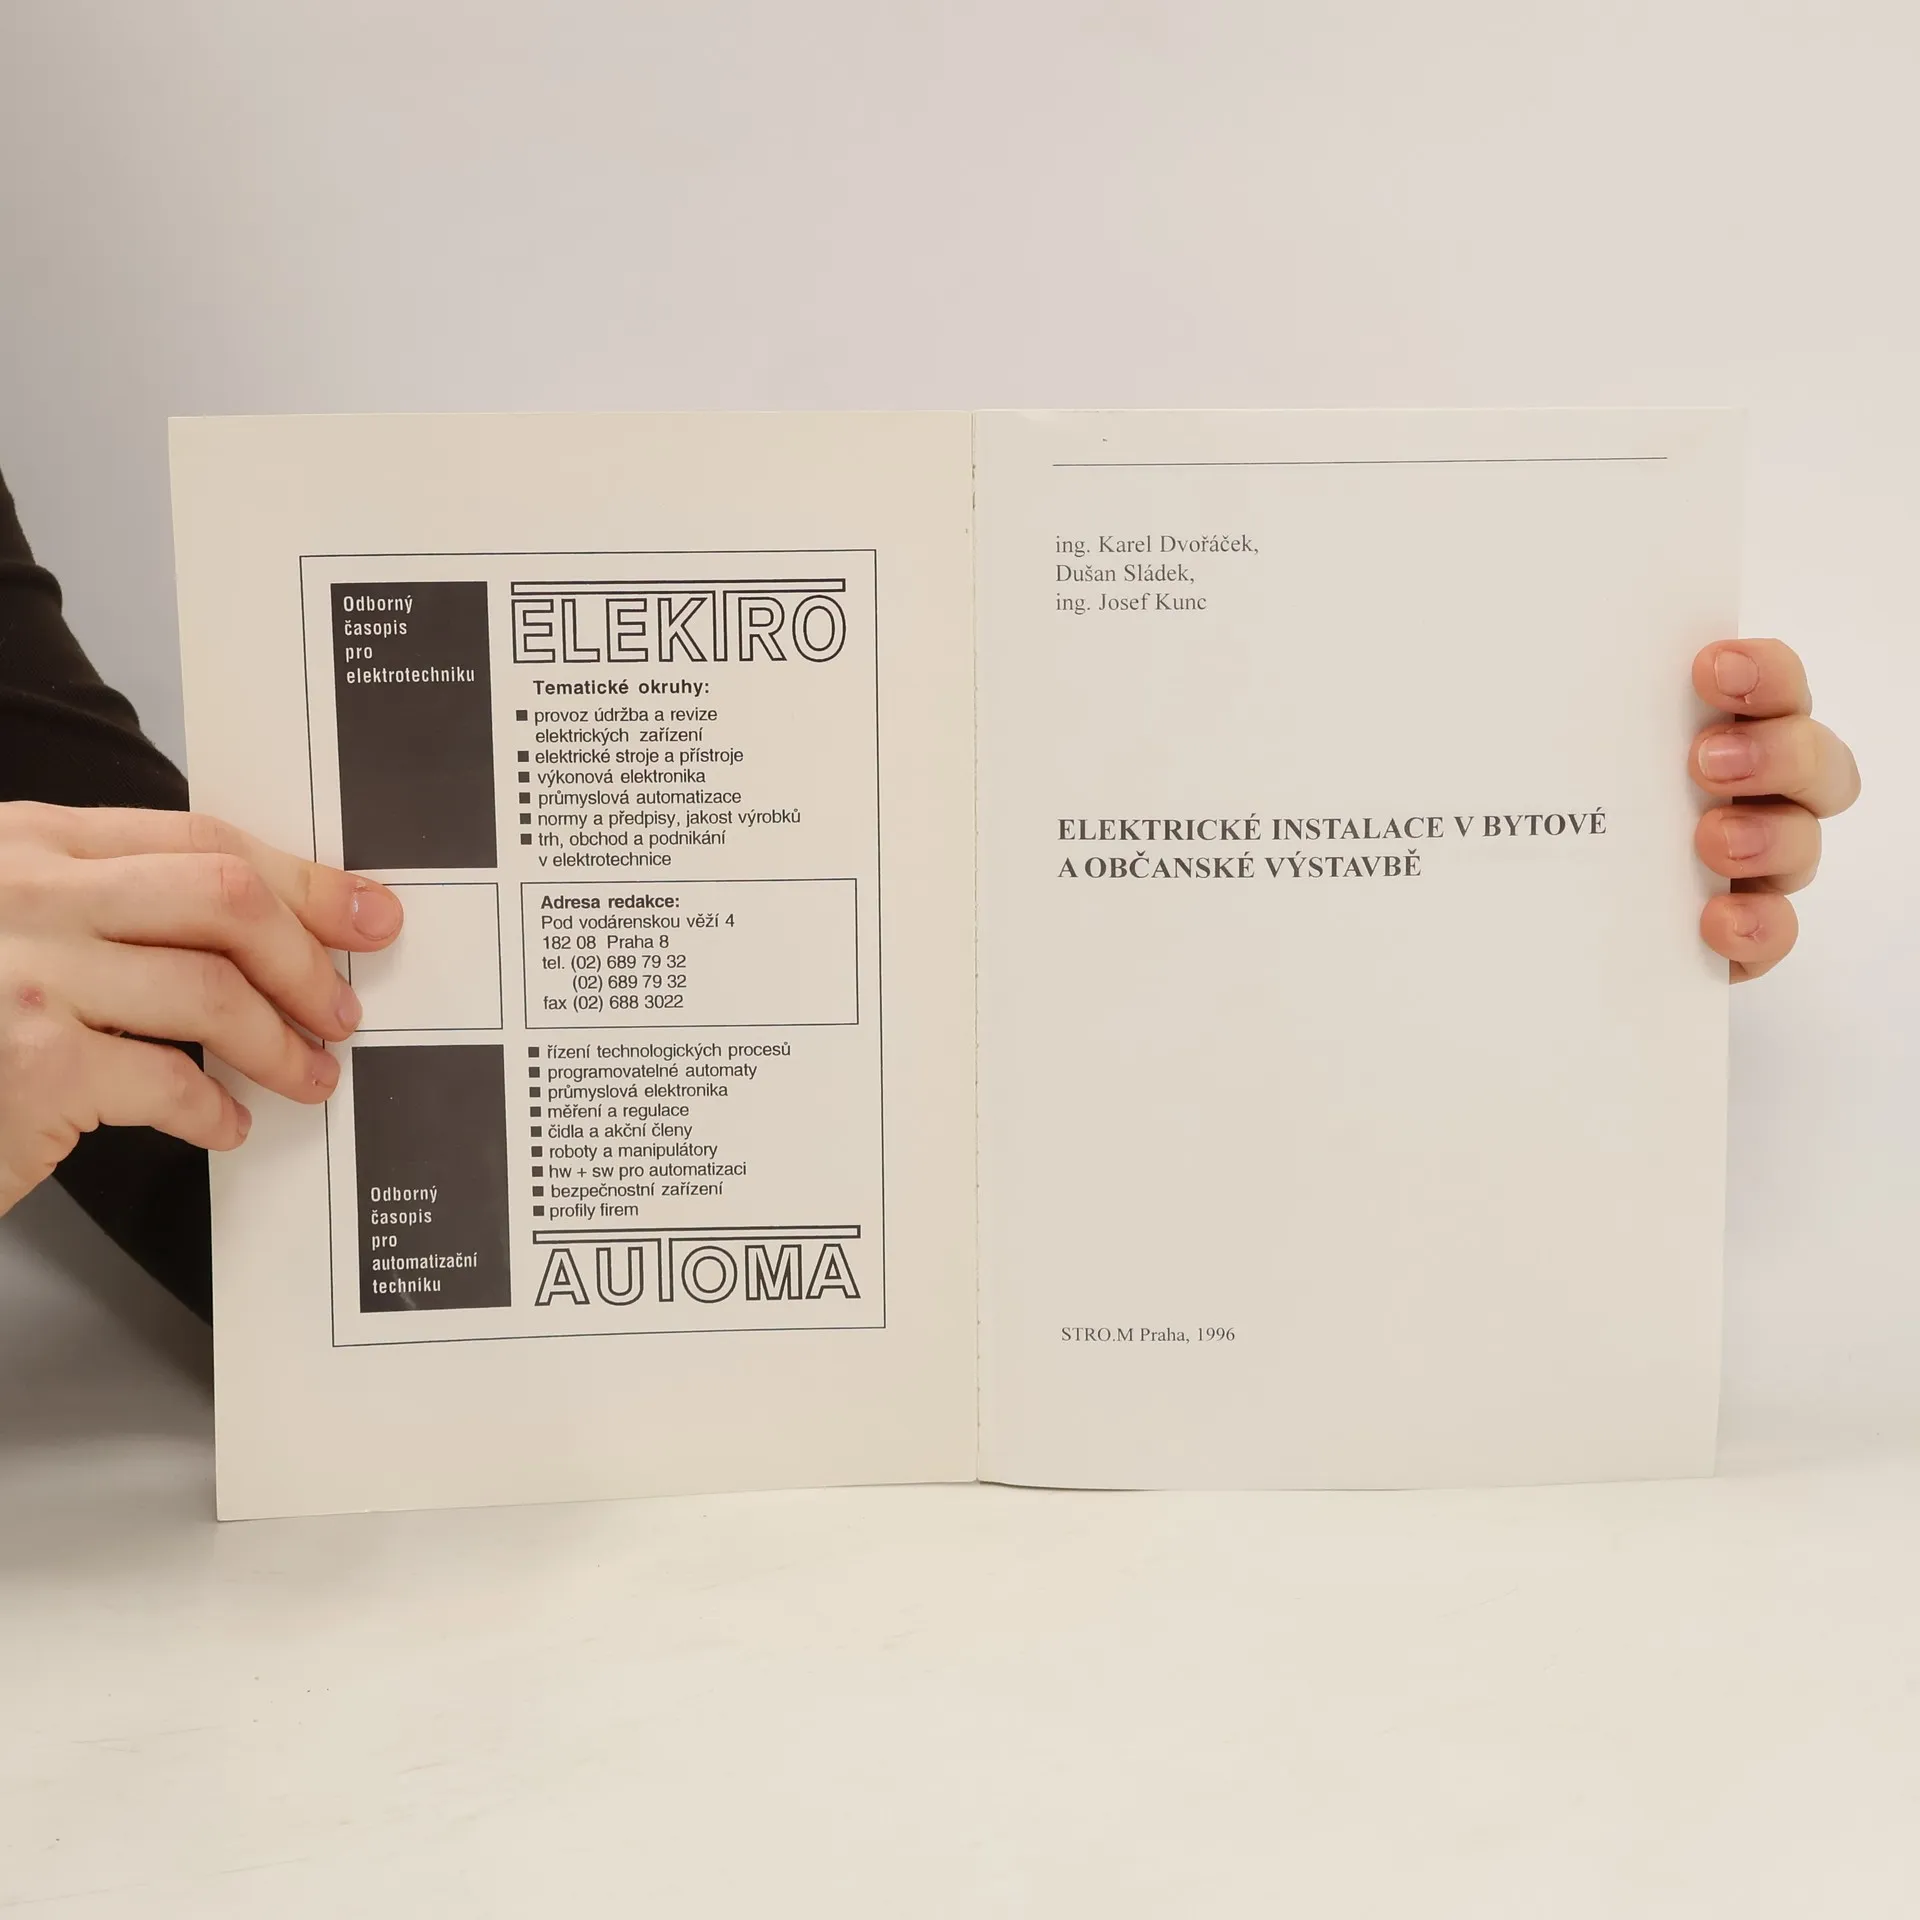 Odborný
časopis
pro
elektrotechniku
ELEKTRO
Tematické okruhy:
■ provoz údržba a revize
elektrických zařízení
■ elektrické stroje a přístroje
■ výkonová elektronika
■ průmyslová automatizace
■ normy a předpisy, jakost výrobků
■ trh, obchod a podnikání
v elektrotechnice
Adresa redakce:
Pod vodárenskou věží 4
182 08 Praha 8
tel. (02) 689 79 32
(02) 689 79 32
fax (02) 688 3022
■ řízení technologických procesů
■ programovatelné automaty
■ průmyslová elektronika
■ měření a regulace
■ čidla a akční členy
■ roboty a manipulátory
■ hw + sw pro automatizaci
■ bezpečnostní zařízení
■ profily firem
Odborný
časopis
pro
automatizační
techniku
AUTOMA
ing. Karel Dvořáček,
Dušan Sládek,
ing. Josef Kunc
ELEKTRICKÉ INSTALACE V BYTOVÉ
A OBČANSKÉ VÝSTAVBĚ
STRO.M Praha, 1996